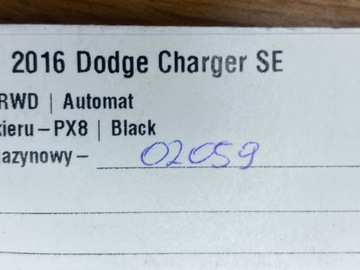 2016 Dodge Charger SE
RWD | Automat
kieru – PX8 | Black
azynowy – 02059